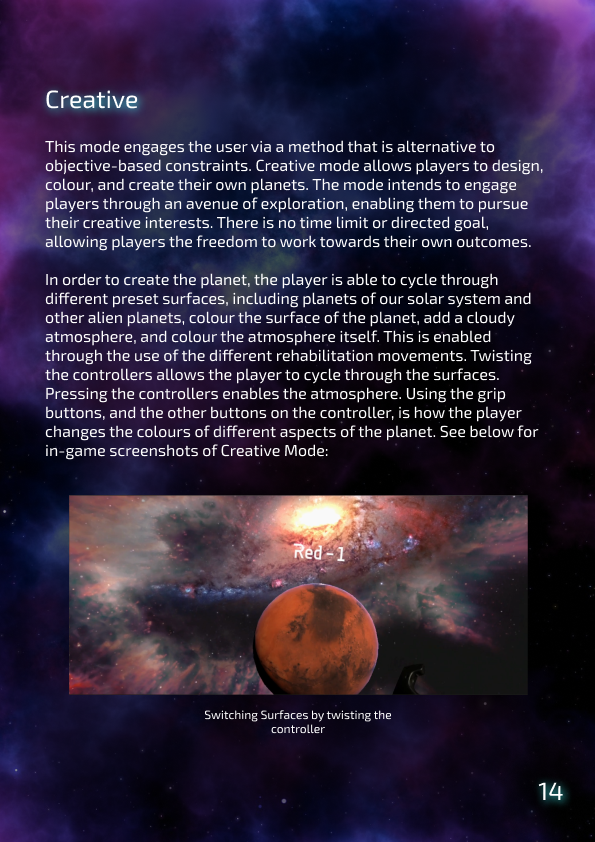 Creative
This mode engages the user via a method that is alternative to
objective-based constraints. Creative mode allows players to design,
colour, and create their own planets. The mode intends to engage
players through an avenue of exploration, enabling them to pursue
their creative interests. There is no time limit or directed goal,
allowing players the freedom to work towards their own outcomes.
In order to create the planet, the player is able to cycle through
different preset surfaces, including planets of our solar system and
other alien planets, colour the surface of the planet, add a cloudy
atmosphere, and colour the atmosphere itself. This is enabled
through the use of the different rehabilitation movements. Twisting
the controllers allows the player to cycle through the surfaces.
Pressing the controllers enables the atmosphere. Using the grip
buttons, and the other buttons on the controller, is how the player
changes the colours of different aspects of the planet. See below for
in-game screenshots of Creative Mode:
Red - 1
Switching Surfaces by twisting the
controller
14